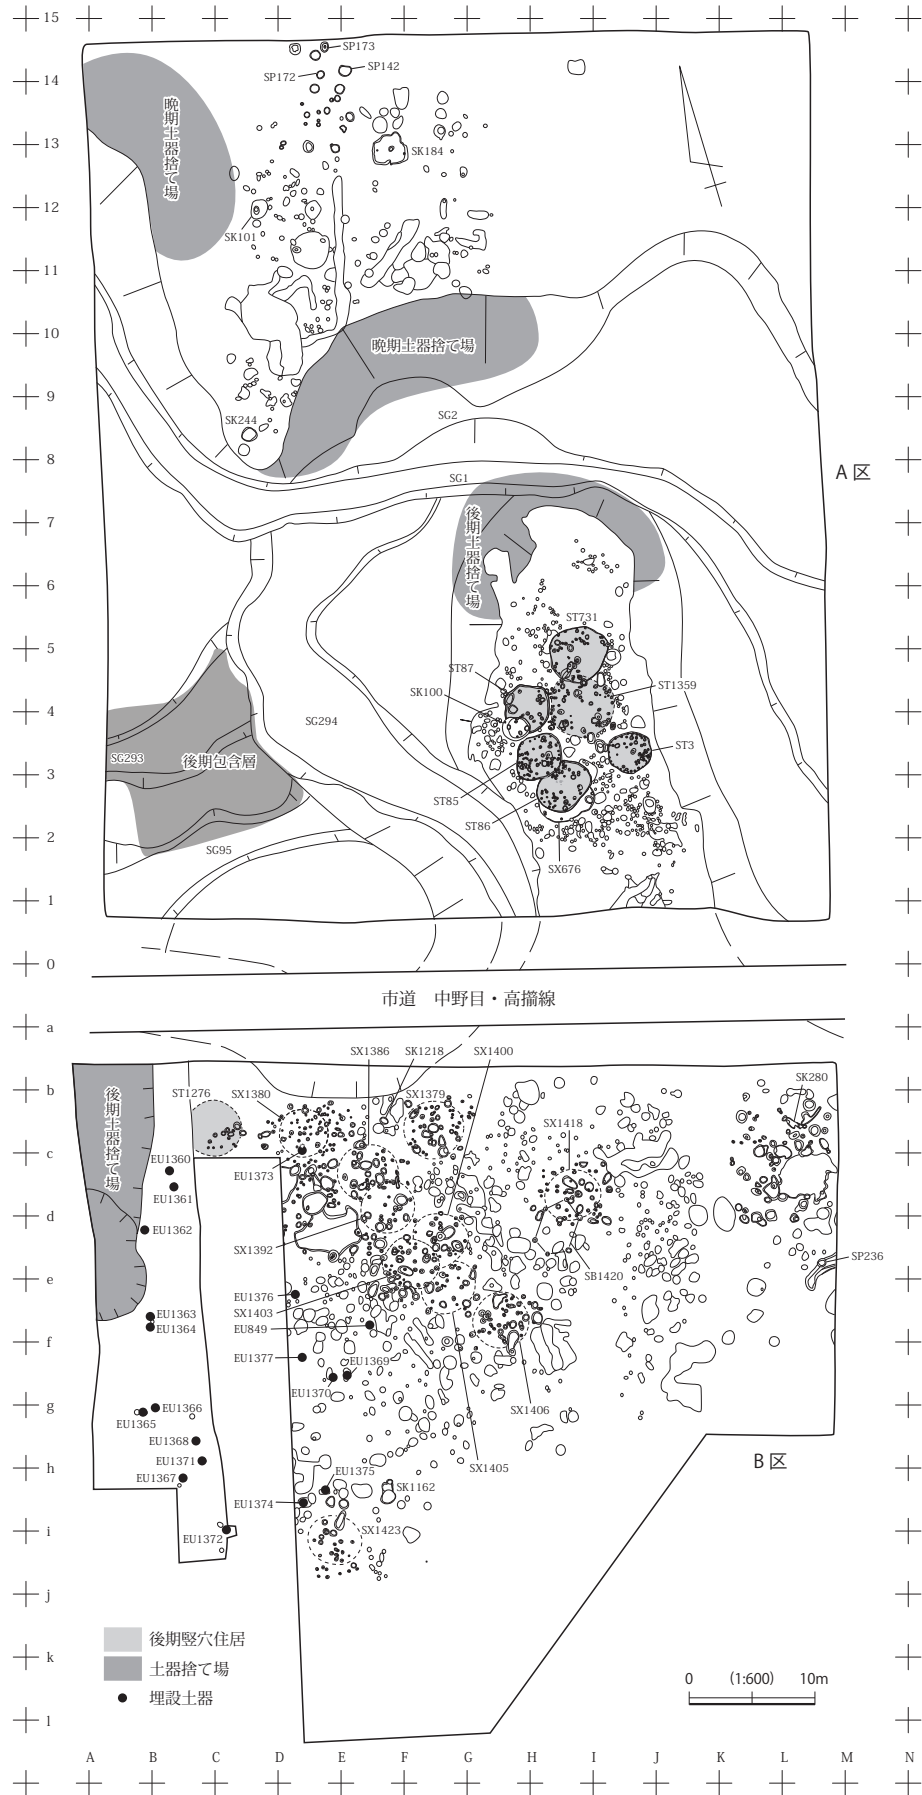 15
14
13
12
11
10
9
8
7
6
5
4
3
2
1
0
a
b
c
d
e
f
g
h
i
j
k
l
SP173
SP172
SP142
晩期土器捨て場
SK184
SK101
晩期土器捨て場
SK244
SG2
A区
SG1
後期土器捨て場
ST731
ST87
SK100
ST1359
SG294
ST3
SG293
後期包含層
ST85
ST86
SG95
SX676
市道 中野目・高擶線
SX1386
SK1218
SX1400
後期土器捨て場
ST1276
SX1380
SX1379
SK280
SX1418
EU1360
EU1373
EU1361
EU1362
SX1392
SP236
SB1420
EU1376
SX1403
EU1363
EU849
EU1364
EU1377
EU1369
EU1370
EU1366
EU1365
SX1406
EU1368
EU1371
SX1405
B区
EU1367
EU1375
SK1162
EU1374
EU1372
SX1423
後期竪穴住居
土器捨て場
埋設土器
0 (1:600) 10m
A B C D E F G H I J K L M N